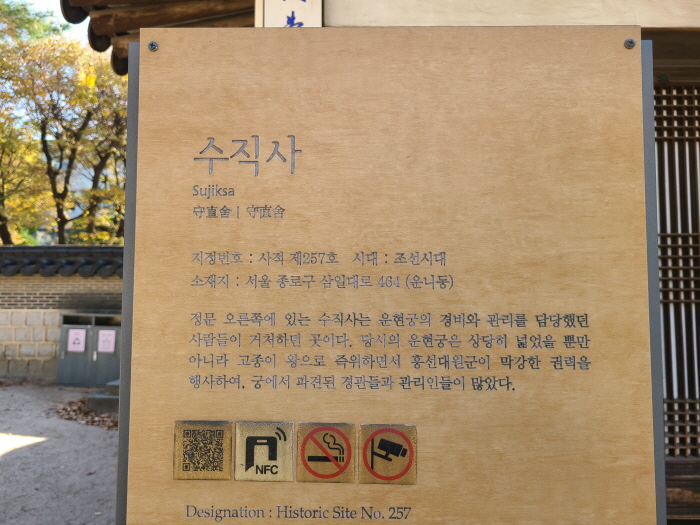 수직사
Sujiksa
守直舍 | 守直舎
지정번호 : 사적 제257호 시대 : 조선시대
소재지 : 서울 종로구 삼일대로 464 (운니동)
정문 오른쪽에 있는 수직사는 운현궁의 경비와 관리를 담당했던
사람들이 거처하던 곳이다. 당시의 운현궁은 상당히 넓었을 뿐만
아니라 고종이 왕으로 즉위하면서 흥선대원군이 막강한 권력을
행사하여, 궁에서 파견된 경관들과 관리인들이 많았다.
NFC
Designation : Historic Site No. 257